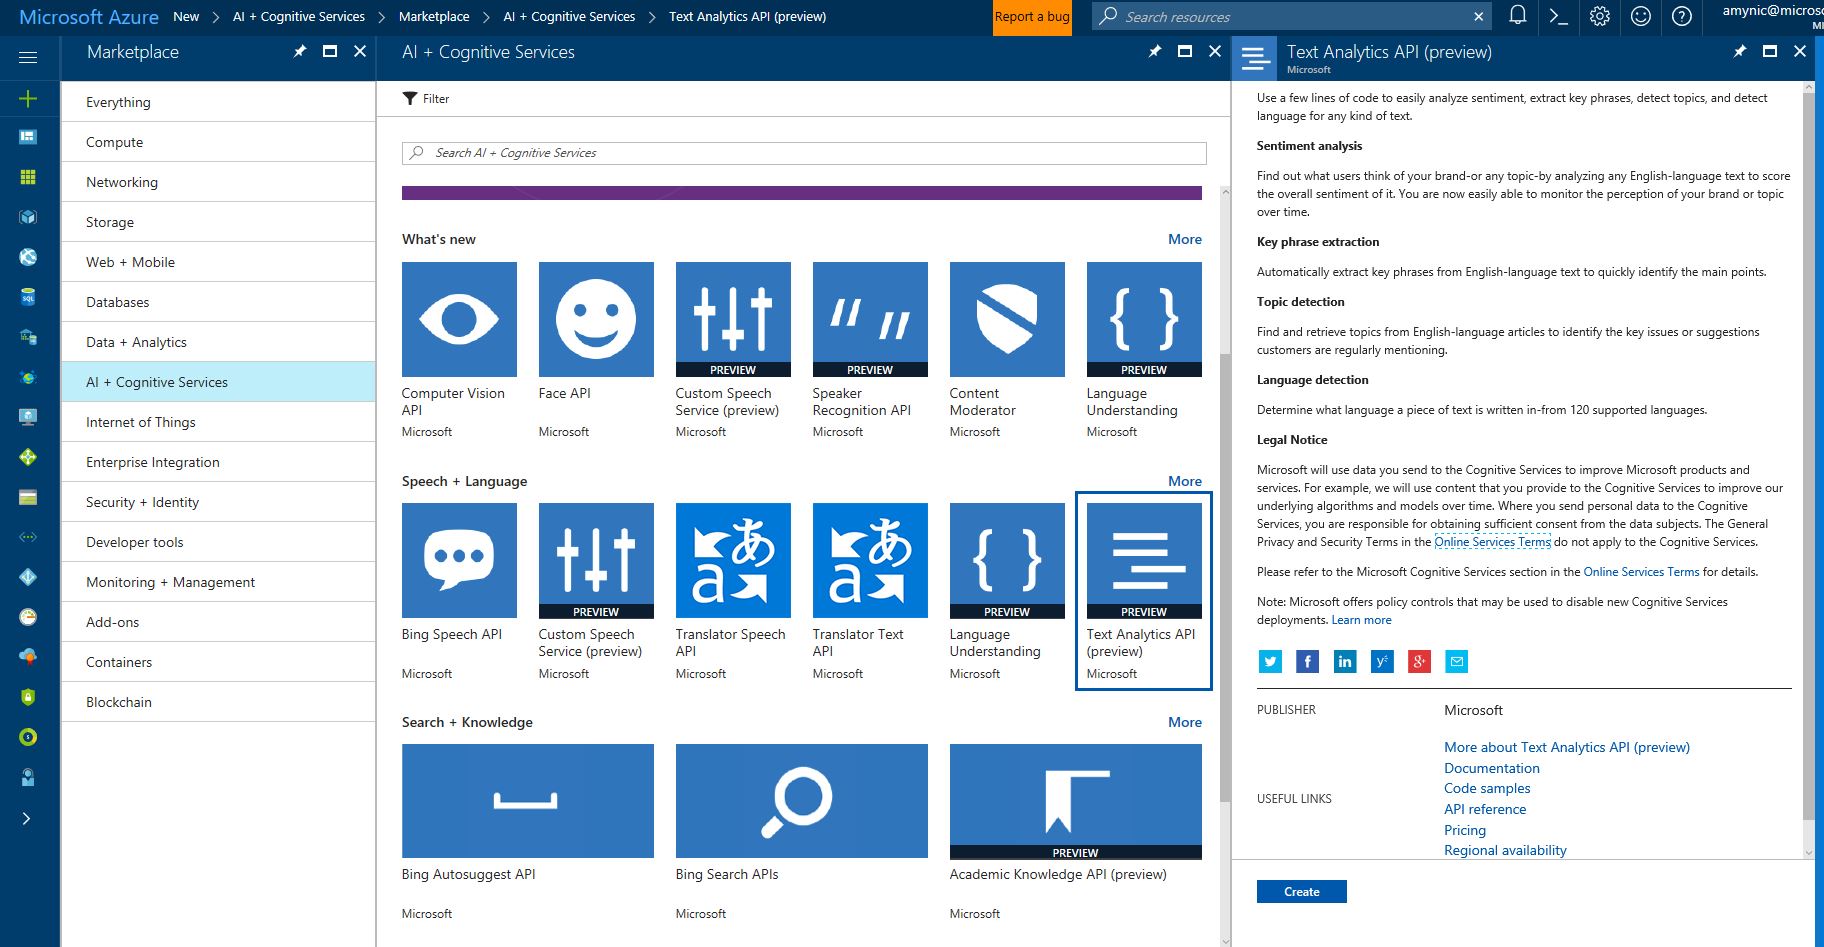 Microsoft Azure New > AI + Cognitive Services > Marketplace > AI + Cognitive Services > Text Analytics API (preview)
Report a bug
Search resources
amynic@microso
MI
Marketplace
Everything
Compute
Networking
Storage
Web + Mobile
Databases
Data + Analytics
AI + Cognitive Services
Internet of Things
Enterprise Integration
Security + Identity
Developer tools
Monitoring + Management
Add-ons
Containers
Blockchain
AI + Cognitive Services
Filter
Search AI + Cognitive Services
What's new
More
PREVIEW
PREVIEW
PREVIEW
Computer Vision
API
Microsoft
Face API
Microsoft
Custom Speech
Service (preview)
Microsoft
Speaker
Recognition API
Microsoft
Content
Moderator
Microsoft
Language
Understanding
Microsoft
Speech + Language
More
あ
a
あ
a
PREVIEW
PREVIEW
PREVIEW
Bing Speech API
Microsoft
Custom Speech
Service (preview)
Microsoft
Translator Speech
API
Microsoft
Translator Text
API
Microsoft
Language
Understanding
Microsoft
Text Analytics API
(preview)
Microsoft
Search + Knowledge
More
PREVIEW
Bing Autosuggest API
Microsoft
Bing Search APIs
Microsoft
Academic Knowledge API (preview)
Microsoft
Text Analytics API (preview)
Microsoft
Use a few lines of code to easily analyze sentiment, extract key phrases, detect topics, and detect
language for any kind of text.
Sentiment analysis
Find out what users think of your brand-or any topic-by analyzing any English-language text to score
the overall sentiment of it. You are now easily able to monitor the perception of your brand or topic
over time.
Key phrase extraction
Automatically extract key phrases from English-language text to quickly identify the main points.
Topic detection
Find and retrieve topics from English-language articles to identify the key issues or suggestions
customers are regularly mentioning.
Language detection
Determine what language a piece of text is written in-from 120 supported languages.
Legal Notice
Microsoft will use data you send to the Cognitive Services to improve Microsoft products and
services. For example, we will use content that you provide to the Cognitive Services to improve our
underlying algorithms and models over time. Where you send personal data to the Cognitive
Services, you are responsible for obtaining sufficient consent from the data subjects. The General
Privacy and Security Terms in the Online Services Terms do not apply to the Cognitive Services.
Please refer to the Microsoft Cognitive Services section in the Online Services Terms for details.
Note: Microsoft offers policy controls that may be used to disable new Cognitive Services
deployments. Learn more
PUBLISHER
Microsoft
USEFUL LINKS
More about Text Analytics API (preview)
Documentation
Code samples
API reference
Pricing
Regional availability
Create